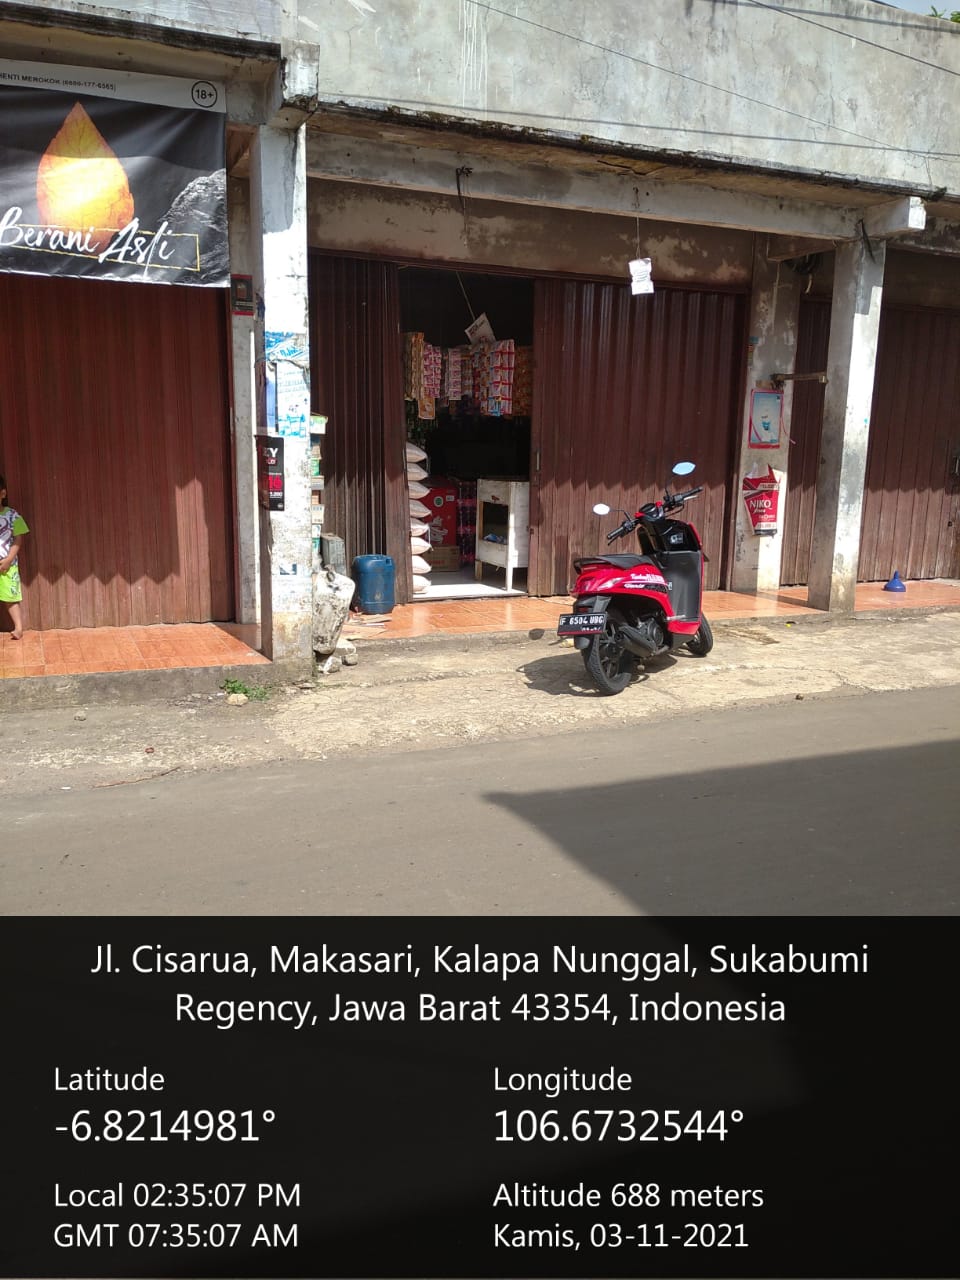 HENTI MEROKOK (0800-177-6565)
18+
Berani Asli
NIKO
F 6504 UBG
Jl. Cisarua, Makasari, Kalapa Nunggal, Sukabumi
Regency, Jawa Barat 43354, Indonesia
Latitude
-6.8214981°
Longitude
106.6732544°
Local 02:35:07 PM
GMT 07:35:07 AM
Altitude 688 meters
Kamis, 03-11-2021